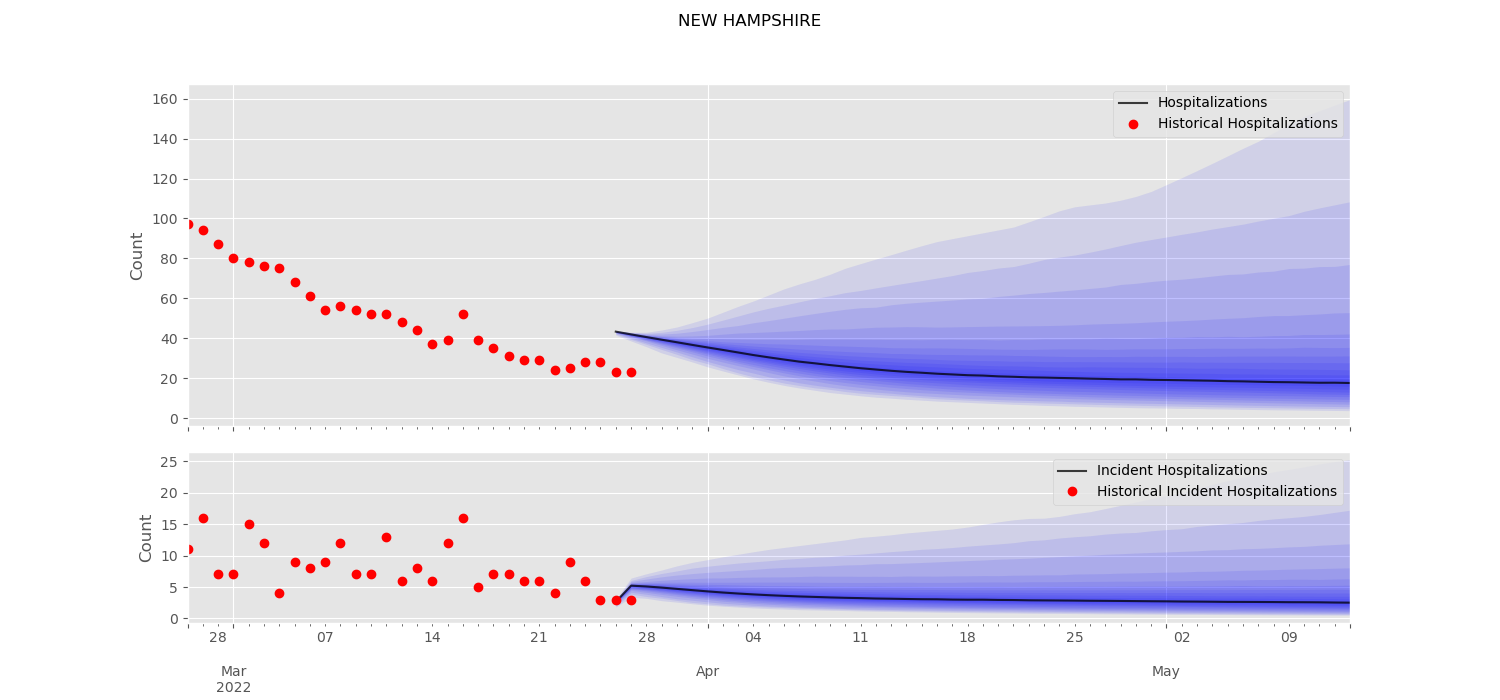 NEW HAMPSHIRE
160
140
120
100
80
60
40
20
0
Count
Hospitalizations
Historical Hospitalizations
25
20
15
10
5
0
Count
Incident Hospitalizations
Historical Incident Hospitalizations
28 07 14 21 28 04 11 18 25 02 09
Mar Apr May
2022